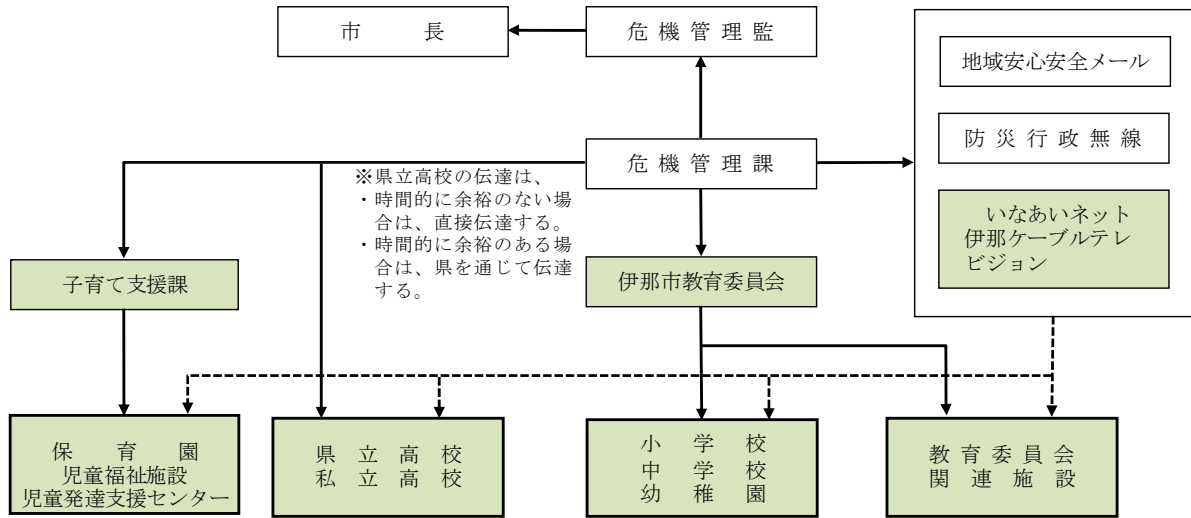 市長
危機管理監
地域安心安全メール
防災行政無線
いなあいネット
伊那ケーブルテレ
ビジョン
危機管理課
※県立高校の伝達は、
・時間的に余裕のない場
合は、直接伝達する。
・時間的に余裕のある場
合は、県を通じて伝達
する。
子育て支援課
伊那市教育委員会
保育園
児童福祉施設
児童発達支援センター
県立高校
私立高校
小学校
中学校
幼稚園
教育委員会
関連施設